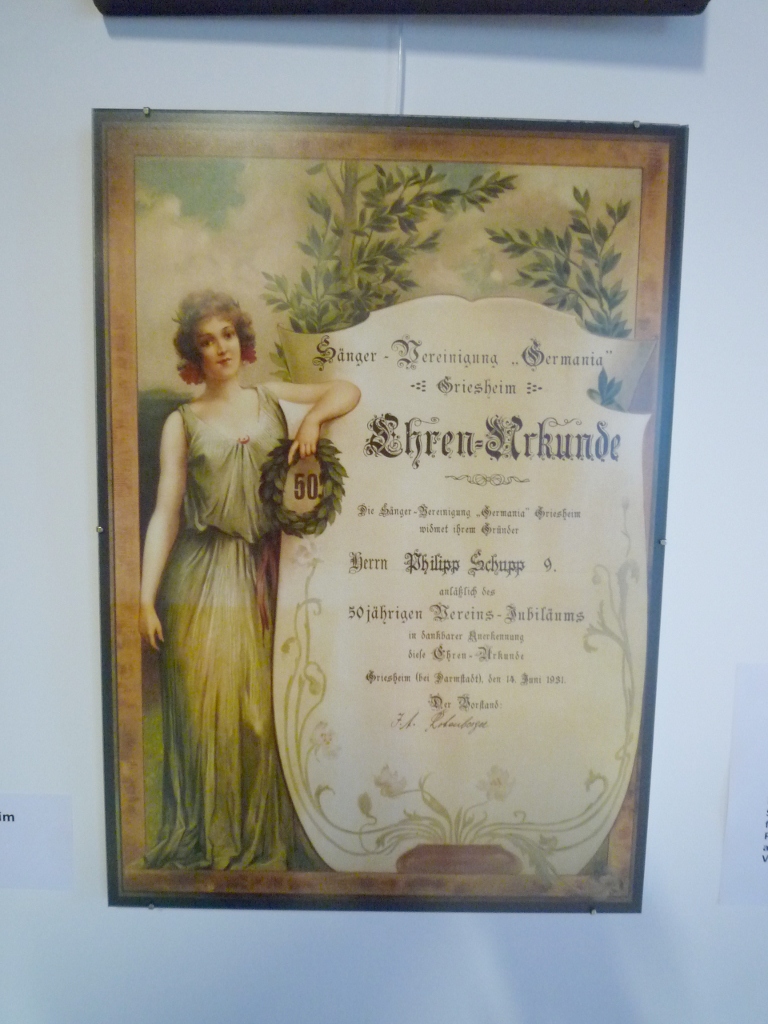 Sänger-Vereinigung „Germania"
Griesheim
Ehren-Urkunde
50.
Die Sänger-Vereinigung „Germania" Griesheim
widmet ihrem Gründer
Herrn Philipp Schupp 9.
anläßlich des
50jährigen Vereins-Jubiläums
in dankbarer Anerkennung
diese Ehren-Urkunde
Griesheim (bei Darmstadt), den 14. Juni 1931.
Der Vorstand:
im